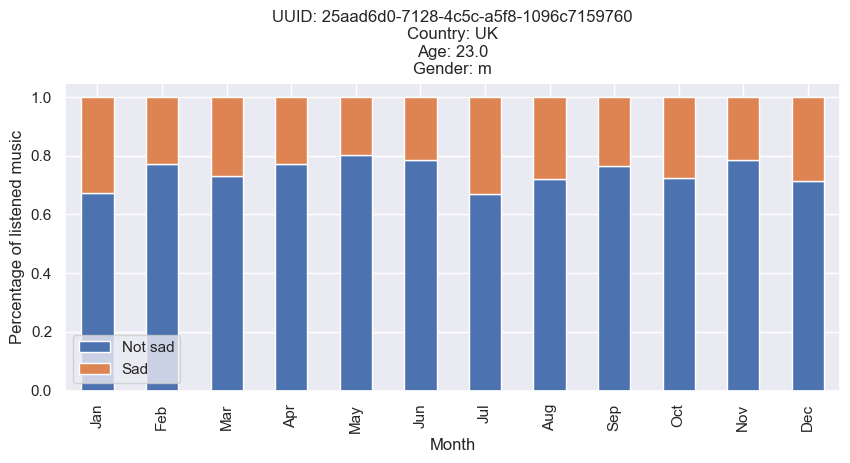 UUID: 25aad6d0-7128-4c5c-a5f8-1096c7159760
Country: UK
Age: 23.0
Gender: m
1.0
0.8
0.6
0.4
0.2
0.0
Percentage of listened music
Not sad
Sad
Jan
Feb
Mar
Apr
May
Jun
Jul
Aug
Sep
Oct
Nov
Dec
Month